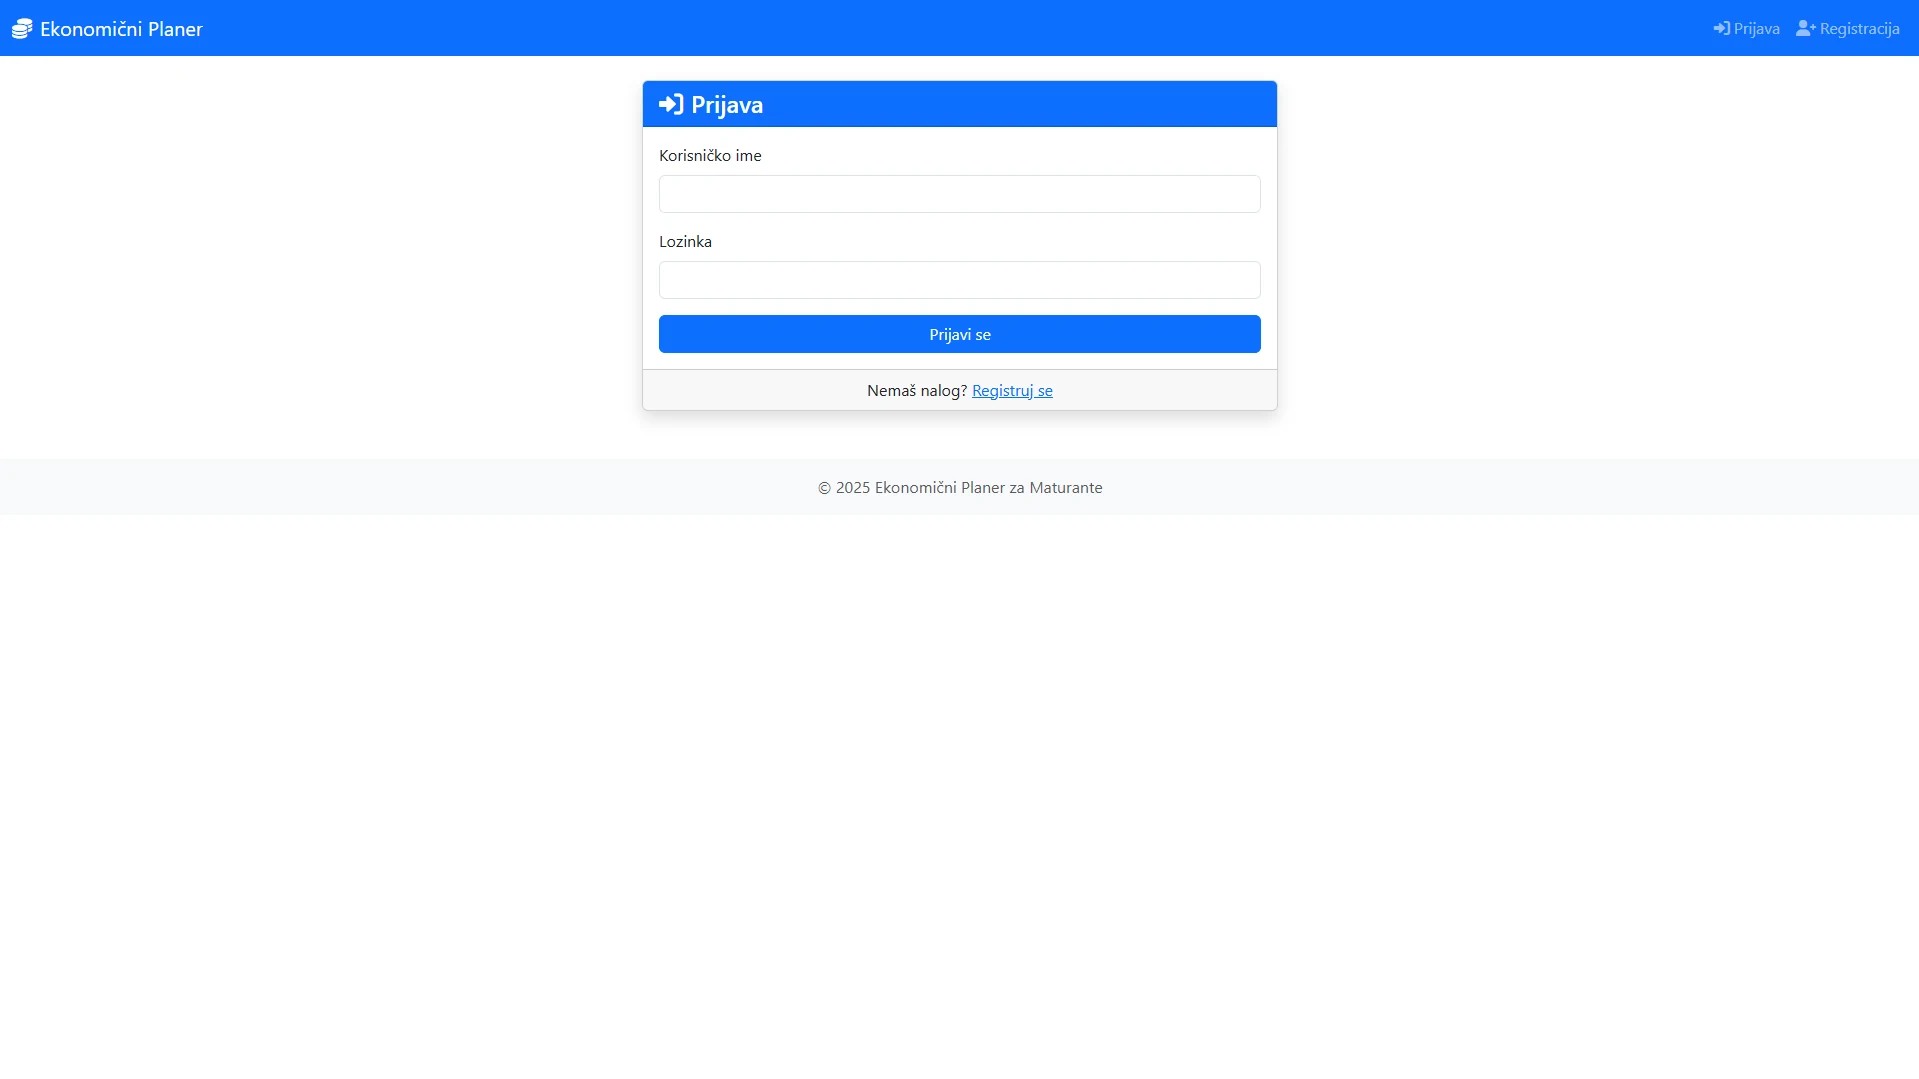 Ekonomični Planer
Prijava
Registracija
Prijava
Korisničko ime
Lozinka
Prijavi se
Nemaš nalog? Registruj se
© 2025 Ekonomični Planer za Maturante